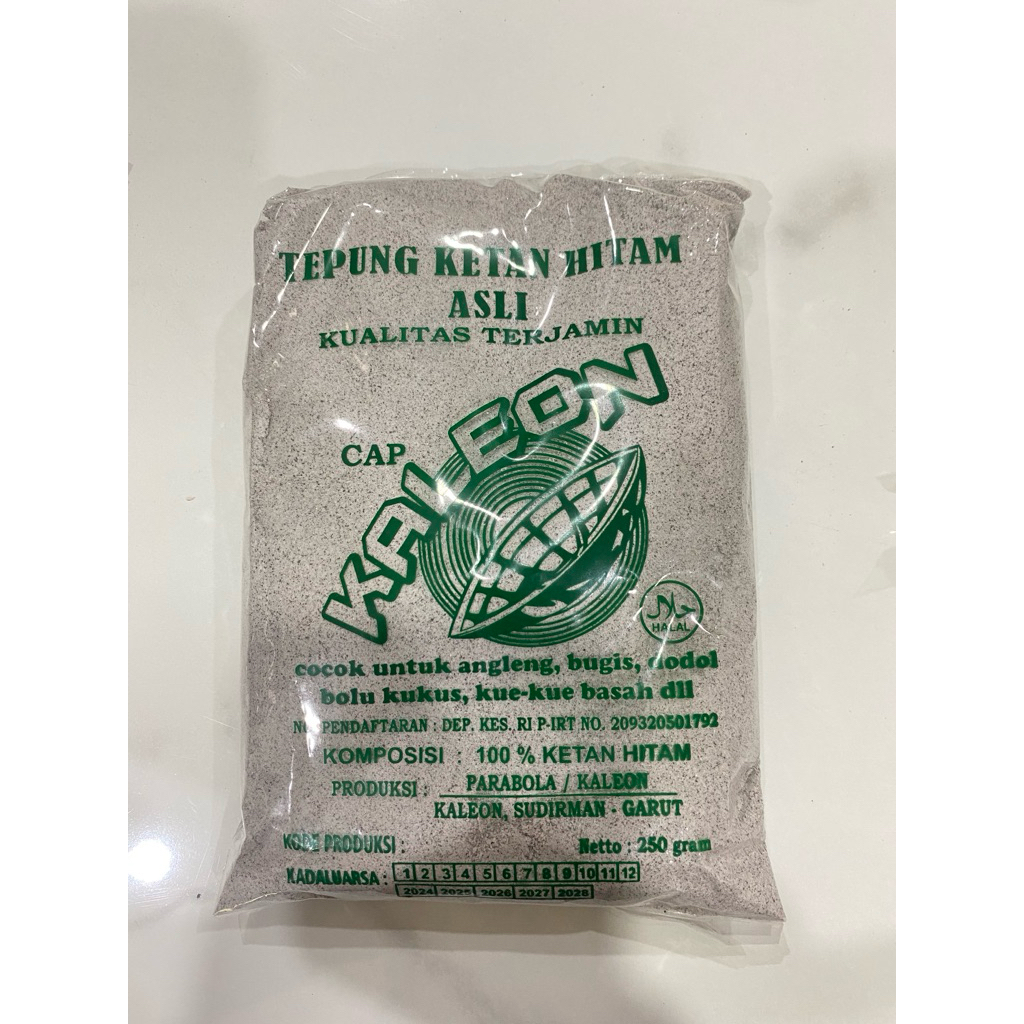 TEPUNG KETAN HITAM
ASLI
KUALITAS TERJAMIN
CAP
KALEON
حلال
HALAL
cocok untuk angleng, bugis, dodol
bolu kukus, kue-kue basah dll
NO. PENDAFTARAN : DEP. KES. RI P-IRT NO. 209320501792
KOMPOSISI : 100 % KETAN HITAM
PRODUKSI : PARABOLA / KALEON
KALEON, SUDIRMAN - GARUT
KODE PRODUKSI :
Netto : 250 gram
KADALUARSA : 1 2 3 4 5 6 7 8 9 10 11 12
2024 2025 2026 2027 2028